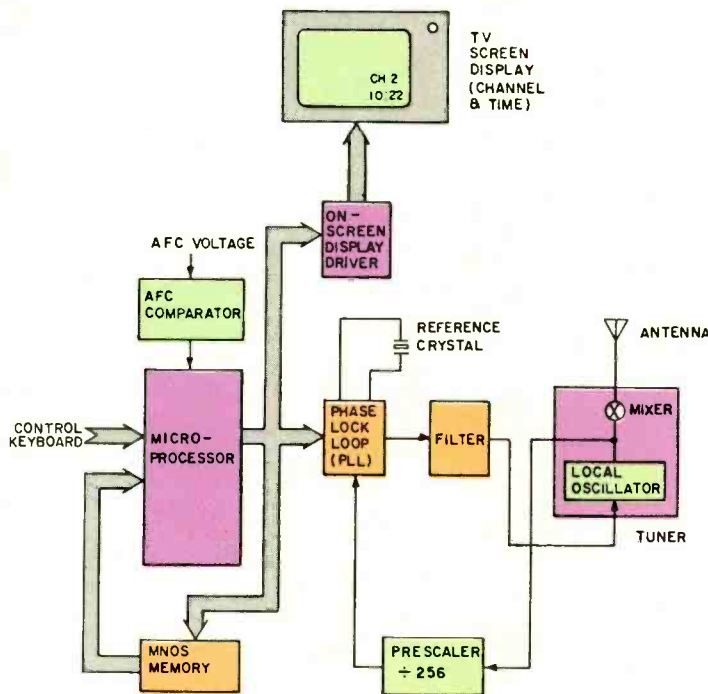 TV
SCREEN
DISPLAY
(CHANNEL
& TIME)
CH 2
10:22
ON-
SCREEN
DISPLAY
DRIVER
AFC VOLTAGE
AFC
COMPARATOR
REFERENCE
CRYSTAL
ANTENNA
CONTROL
KEYBOARD
MICRO-
PROCESSOR
PHASE
LOCK
LOOP
(PLL)
FILTER
MIXER
LOCAL
OSCILLATOR
TUNER
MNOS
MEMORY
PRESCALER
÷ 256